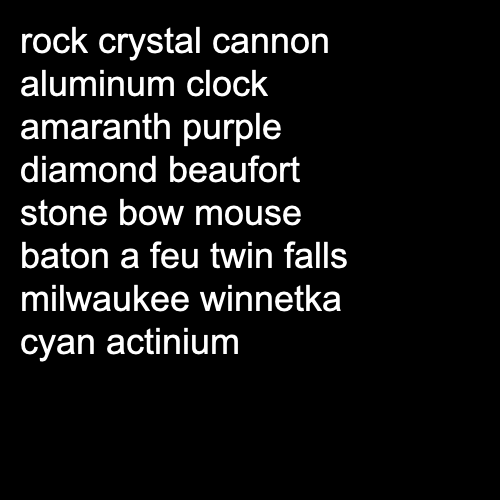 rock crystal cannon
aluminum clock
amaranth purple
diamond beaufort
stone bow mouse
baton a feu twin falls
milwaukee winnetka
cyan actinium